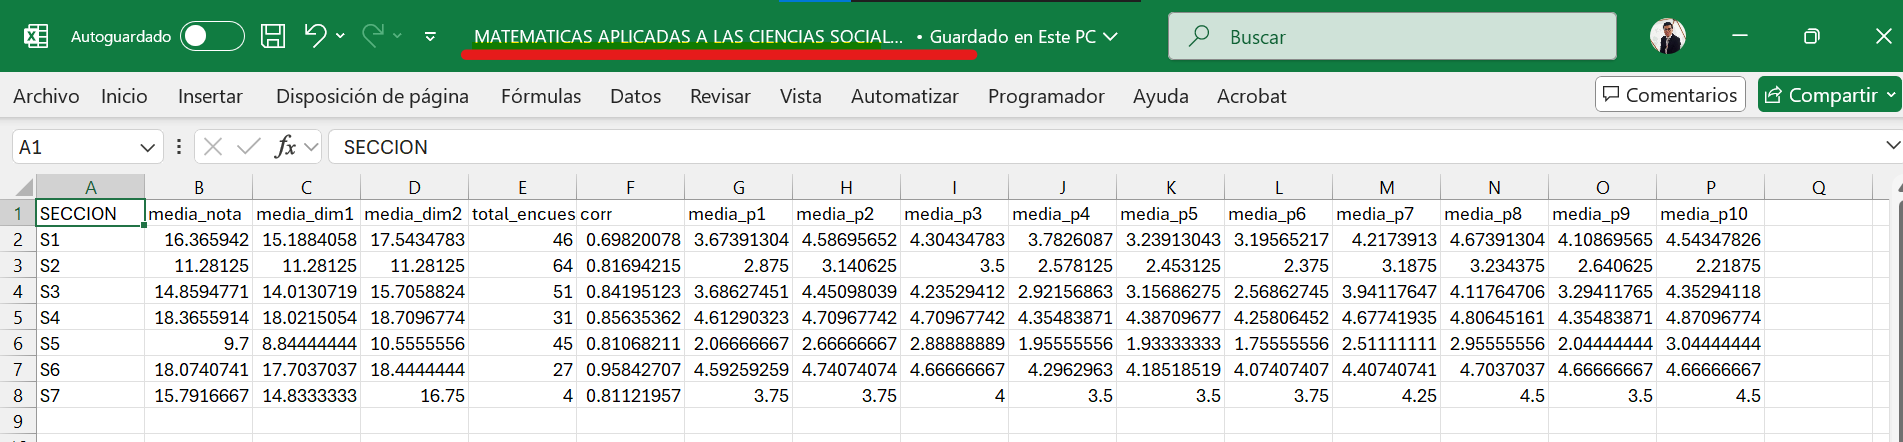 Autoguardado MATEMATICAS APLICADAS A LAS CIENCIAS SOCIAL... • Guardado en Este PC Buscar
Archivo Inicio Insertar Disposición de página Fórmulas Datos Revisar Vista Automatizar Programador Ayuda Acrobat Comentarios Compartir
A1 fx SECCION
A B C D E F G H I J K L M N O P Q
1 SECCION media_nota media_dim1 media_dim2 total_encues corr media_p1 media_p2 media_p3 media_p4 media_p5 media_p6 media_p7 media_p8 media_p9 media_p10
2 S1 16.365942 15.1884058 17.5434783 46 0.69820078 3.67391304 4.58695652 4.30434783 3.7826087 3.23913043 3.19565217 4.2173913 4.67391304 4.10869565 4.54347826
3 S2 11.28125 11.28125 11.28125 64 0.81694215 2.875 3.140625 3.5 2.578125 2.453125 2.375 3.1875 3.234375 2.640625 2.21875
4 S3 14.8594771 14.0130719 15.7058824 51 0.84195123 3.68627451 4.45098039 4.23529412 2.92156863 3.15686275 2.56862745 3.94117647 4.11764706 3.29411765 4.35294118
5 S4 18.3655914 18.0215054 18.7096774 31 0.85635362 4.61290323 4.70967742 4.70967742 4.35483871 4.38709677 4.25806452 4.67741935 4.80645161 4.35483871 4.87096774
6 S5 9.7 8.84444444 10.5555556 45 0.81068211 2.06666667 2.66666667 2.88888889 1.95555556 1.93333333 1.75555556 2.51111111 2.95555556 2.04444444 3.04444444
7 S6 18.0740741 17.7037037 18.4444444 27 0.95842707 4.59259259 4.74074074 4.66666667 4.2962963 4.18518519 4.07407407 4.40740741 4.7037037 4.66666667 4.66666667
8 S7 15.7916667 14.8333333 16.75 4 0.81121957 3.75 3.75 4 3.5 3.5 3.75 4.25 4.5 3.5 4.5
9